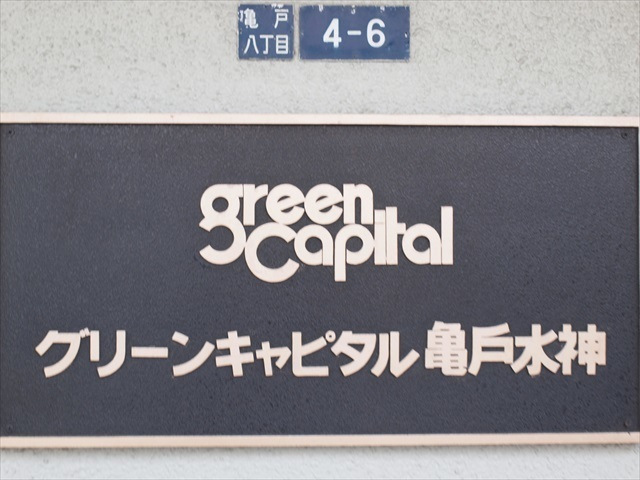 亀戸
八丁目
4-6
green
capital
グリーンキャピタル亀戸水神